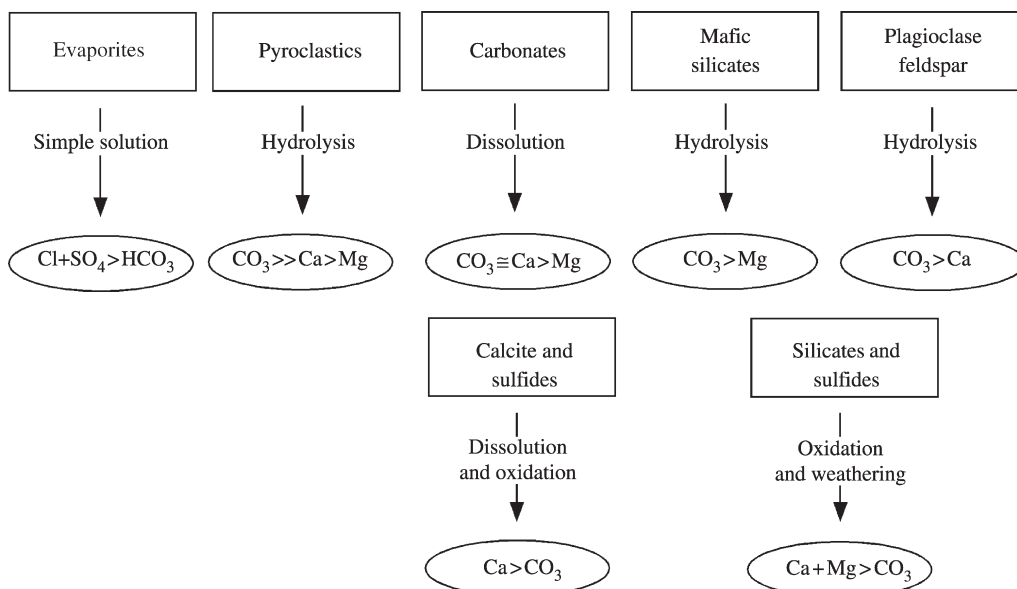 Evaporites
Pyroclastics
Carbonates
Mafic
silicates
Plagioclase
feldspar
Simple solution
Hydrolysis
Dissolution
Hydrolysis
Hydrolysis
Cl+SO₄>HCO₃
CO₃>>Ca>Mg
CO₃≅Ca>Mg
CO₃>Mg
CO₃>Ca
Calcite and
sulfides
Silicates and
sulfides
Dissolution
and oxidation
Oxidation
and weathering
Ca>CO₃
Ca+Mg>CO₃